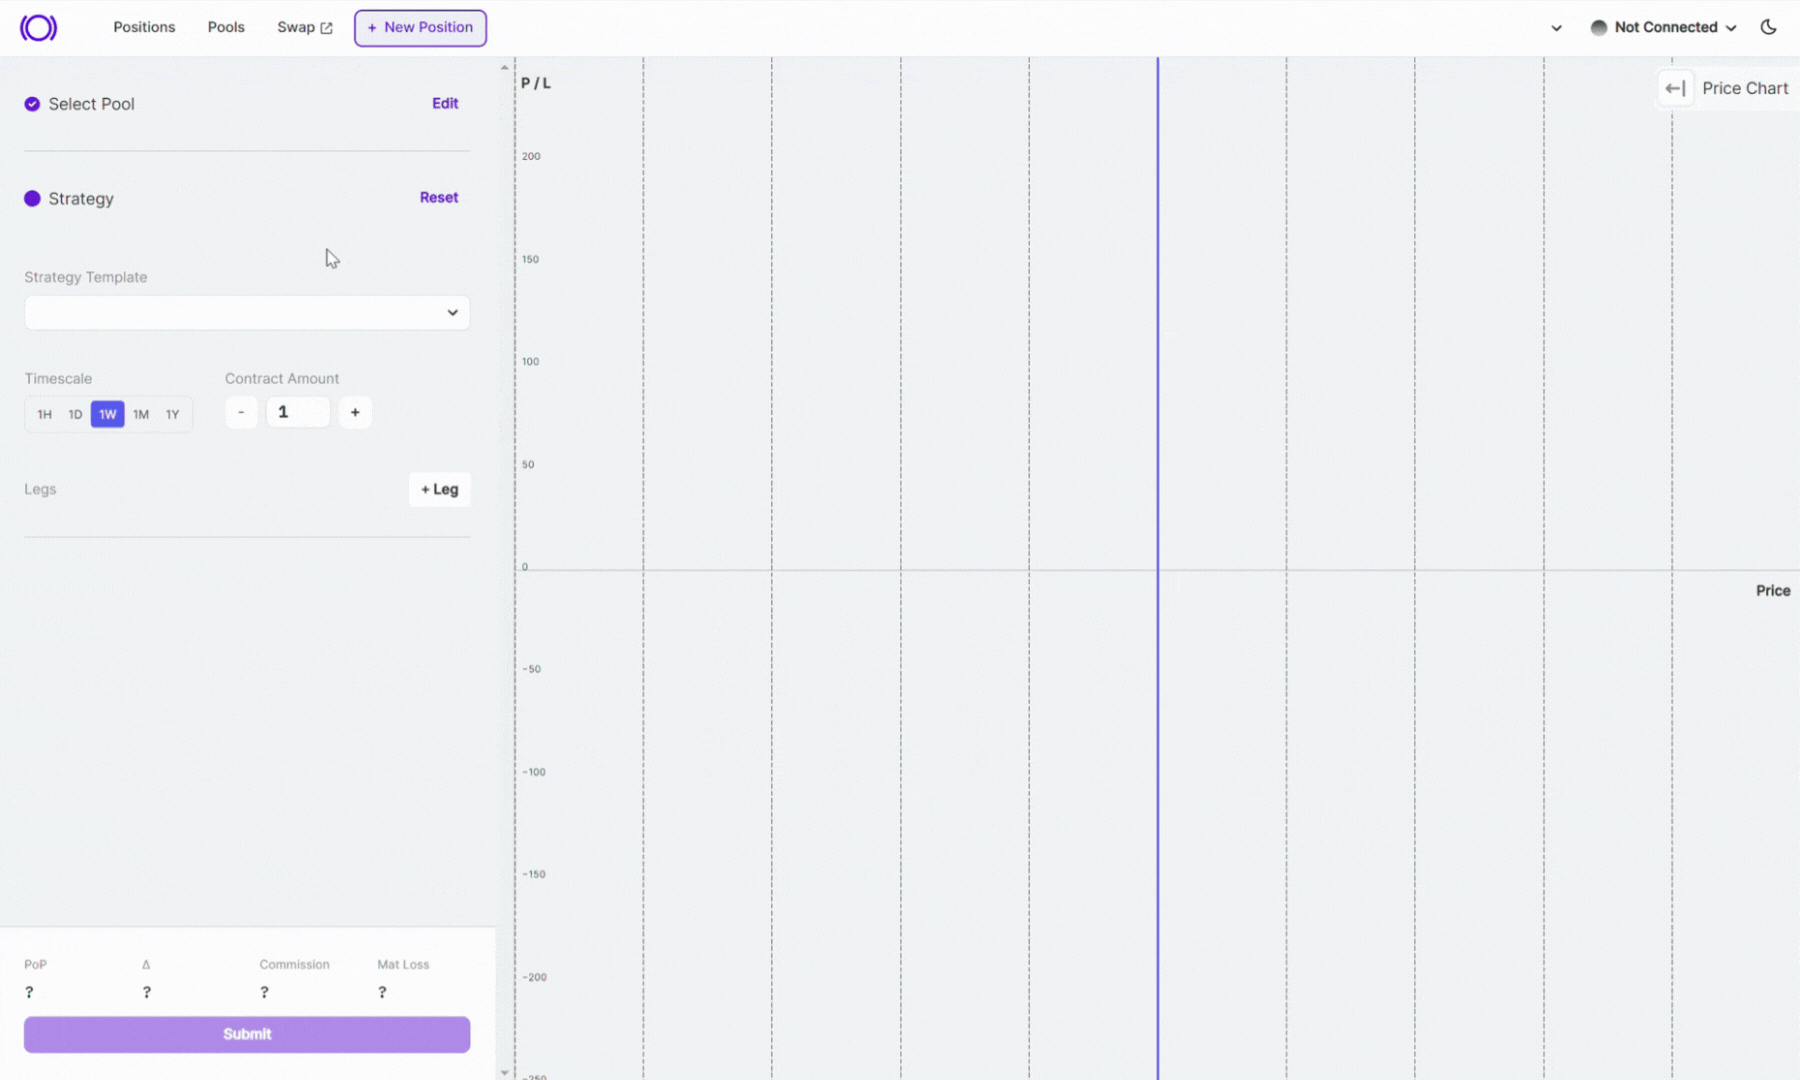 Positions Pools Swap + New Position Not Connected
Select Pool Edit
Strategy Reset
Strategy Template
Timescale Contract Amount
1H 1D 1W 1M 1Y - 1 +
Legs + Leg
PoP Δ Commission Mat Loss
? ? ? ?
Submit
P / L
Price Chart
200
150
100
50
0
Price
-50
-100
-150
-200
-250